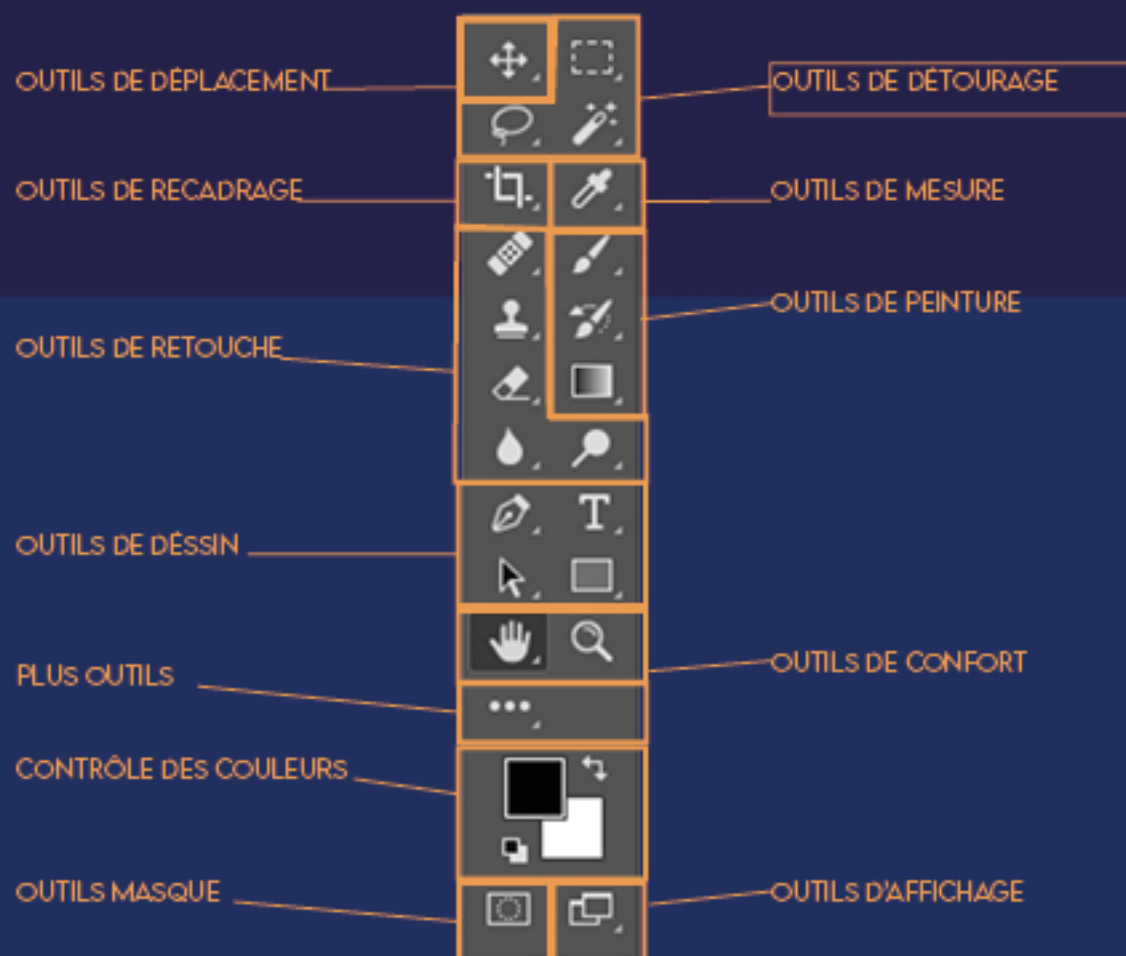 OUTILS DE DÉPLACEMENT
OUTILS DE DÉTOURAGE
OUTILS DE RECADRAGE
OUTILS DE MESURE
OUTILS DE PEINTURE
OUTILS DE RETOUCHE
OUTILS DE DÉSSIN
T
OUTILS DE CONFORT
PLUS OUTILS
CONTRÔLE DES COULEURS
OUTILS MASQUE
OUTILS D'AFFICHAGE